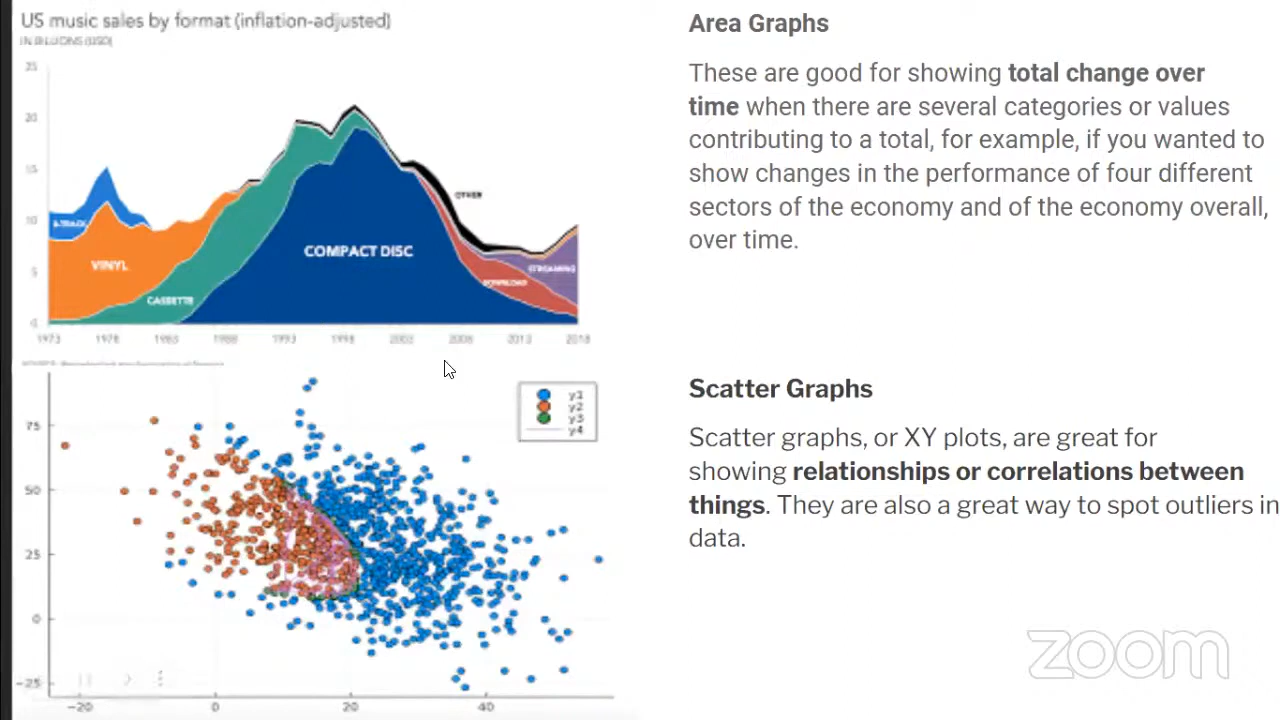 US music sales by format (inflation-adjusted)
IN BILLIONS (USD)
25
20
15
10
5
0
8-TRACK
VINYL
CASSETTE
COMPACT DISC
OTHER
DOWNLOAD
STREAMING
1973 1978 1983 1988 1993 1998 2003 2008 2013 2018
Area Graphs
These are good for showing total change over
time when there are several categories or values
contributing to a total, for example, if you wanted to
show changes in the performance of four different
sectors of the economy and of the economy overall,
over time.
y1
y2
y3
y4
75
50
25
0
-25
-20 0 20 40
Scatter Graphs
Scatter graphs, or XY plots, are great for
showing relationships or correlations between
things. They are also a great way to spot outliers in
data.
zoom